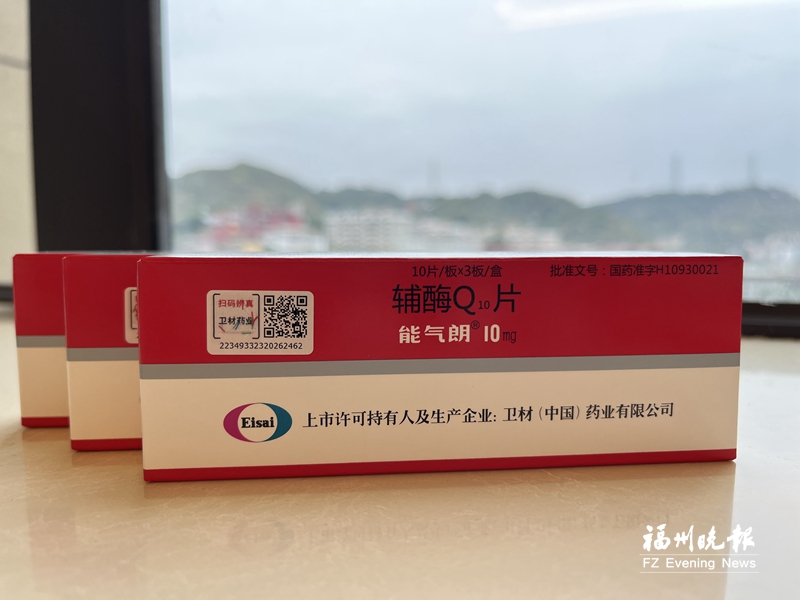 10片/板x3板/盒
批准文号：国药准字H10930021
辅酶Q10片
能气朗® 10mg
扫码辨真
卫材药业
22349332320262462
Eisai
上市许可持有人及生产企业: 卫材（中国）药业有限公司
福州晚报
FZ Evening News